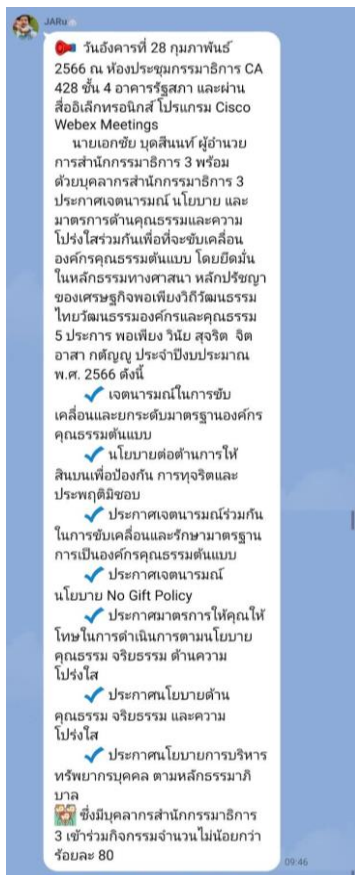 JARu
วันอังคารที่ 28 กุมภาพันธ์
2566 ณ ห้องประชุมกรรมาธิการ CA
428 ชั้น 4 อาคารรัฐสภา และผ่าน
สื่ออิเล็กทรอนิกส์ โปรแกรม Cisco
Webex Meetings
นายเอกชัย บุดสีนนท์ ผู้อำนวย
การสำนักกรรมาธิการ 3 พร้อม
ด้วยบุคลากรสำนักกรรมาธิการ 3
ประกาศเจตนารมณ์ นโยบาย และ
มาตรการด้านคุณธรรมและความ
โปร่งใสร่วมกันเพื่อที่จะขับเคลื่อน
องค์กรคุณธรรมต้นแบบ โดยยึดมั่น
ในหลักธรรมทางศาสนา หลักปรัชญา
ของเศรษฐกิจพอเพียงวิถีวัฒนธรรม
ไทยวัฒนธรรมองค์กรและคุณธรรม
5 ประการ พอเพียง วินัย สุจริต จิต
อาสา กตัญญู ประจำปีงบประมาณ
พ.ศ. 2566 ดังนี้
เจตนารมณ์ในการขับ
เคลื่อนและยกระดับมาตรฐานองค์กร
คุณธรรมต้นแบบ
นโยบายต่อต้านการให้
สินบนเพื่อป้องกัน การทุจริตและ
ประพฤติมิชอบ
ประกาศเจตนารมณ์ร่วมกัน
ในการขับเคลื่อนและรักษามาตรฐาน
การเป็นองค์กรคุณธรรมต้นแบบ
ประกาศเจตนารมณ์
นโยบาย No Gift Policy
ประกาศมาตรการให้คุณให้
โทษในการดำเนินการตามนโยบาย
คุณธรรม จริยธรรม ด้านความ
โปร่งใส
ประกาศนโยบายด้าน
คุณธรรม จริยธรรม และความ
โปร่งใส
ประกาศนโยบายการบริหาร
ทรัพยากรบุคคล ตามหลักธรรมาภิ
บาล
ซึ่งมีบุคลากรสำนักกรรมาธิการ
3 เข้าร่วมกิจกรรมจำนวนไม่น้อยกว่า
ร้อยละ 80
09:46